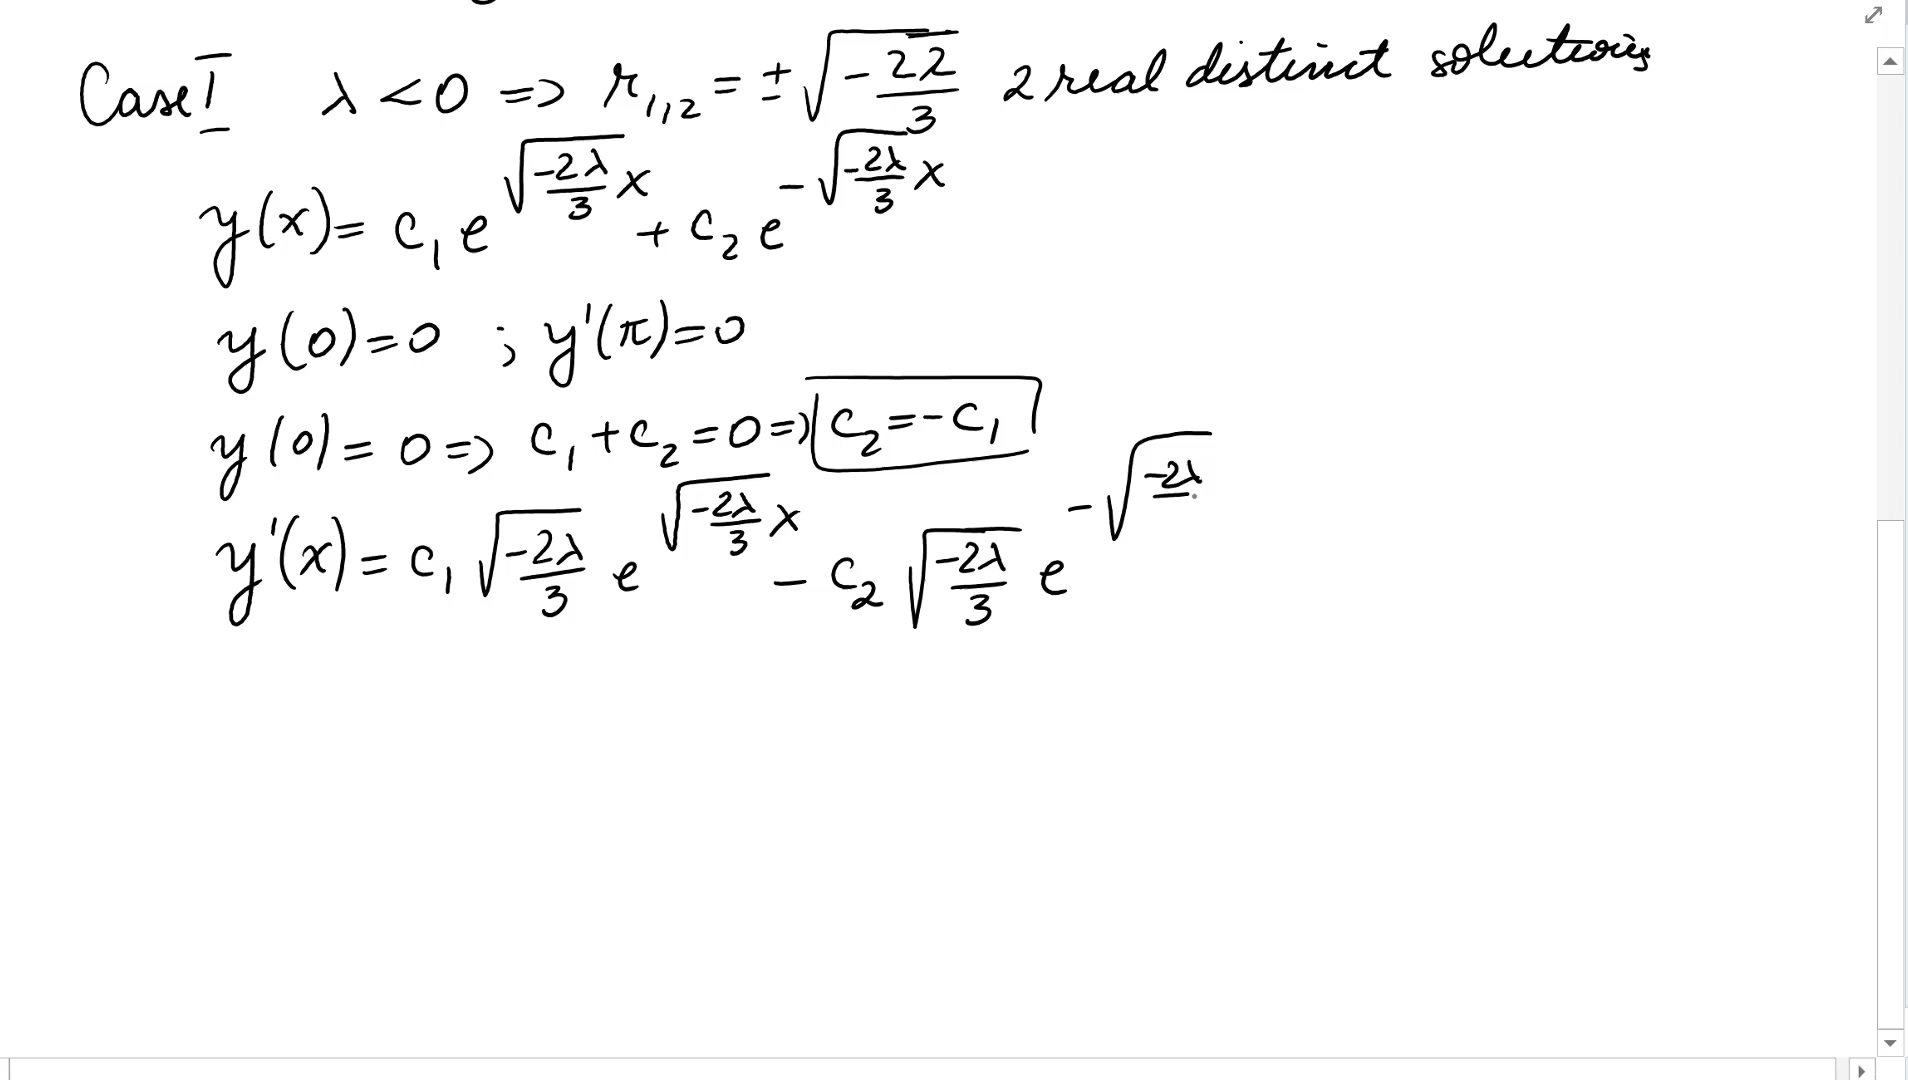 Case I λ < 0 => r₁,₂ = ± √(-2λ/3) 2 real distinct solutions
y(x) = c₁ e^(√(-2λ/3) x) + c₂ e^(-√(-2λ/3) x)
y(0) = 0 ; y'(π) = 0
y(0) = 0 => c₁ + c₂ = 0 => c₂ = -c₁
y'(x) = c₁ √(-2λ/3) e^(√(-2λ/3) x) - c₂ √(-2λ/3) e^(-√(-2λ